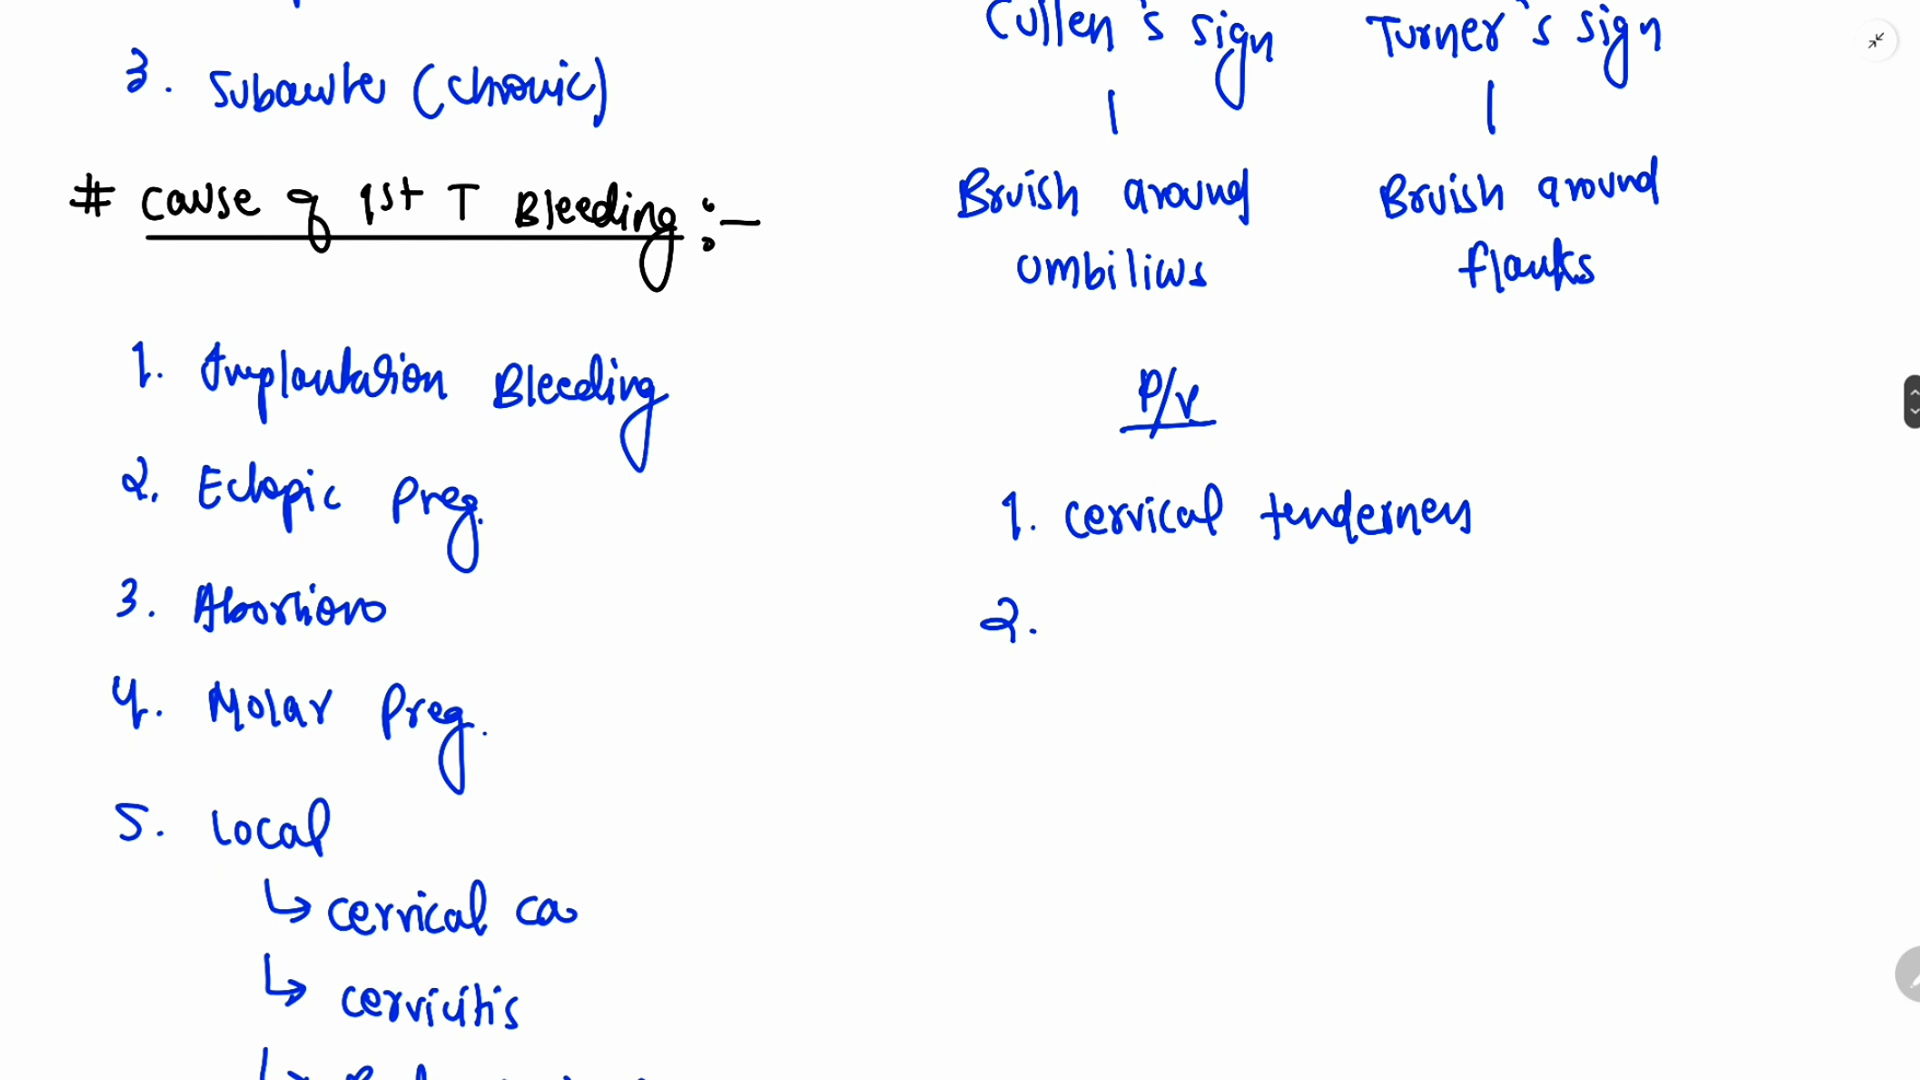 3. Subacute (chronic)
# Cause of 1st T Bleeding :-
1. Implantation Bleeding
2. Ectopic Preg.
3. Abortion
4. Molar Preg.
5. Local
↳ cervical ca
↳ cervicitis
Cullen's sign
Turner's sign
Bruish around
umbilicus
Bruish around
flanks
P/V
1. cervical tenderness
2.